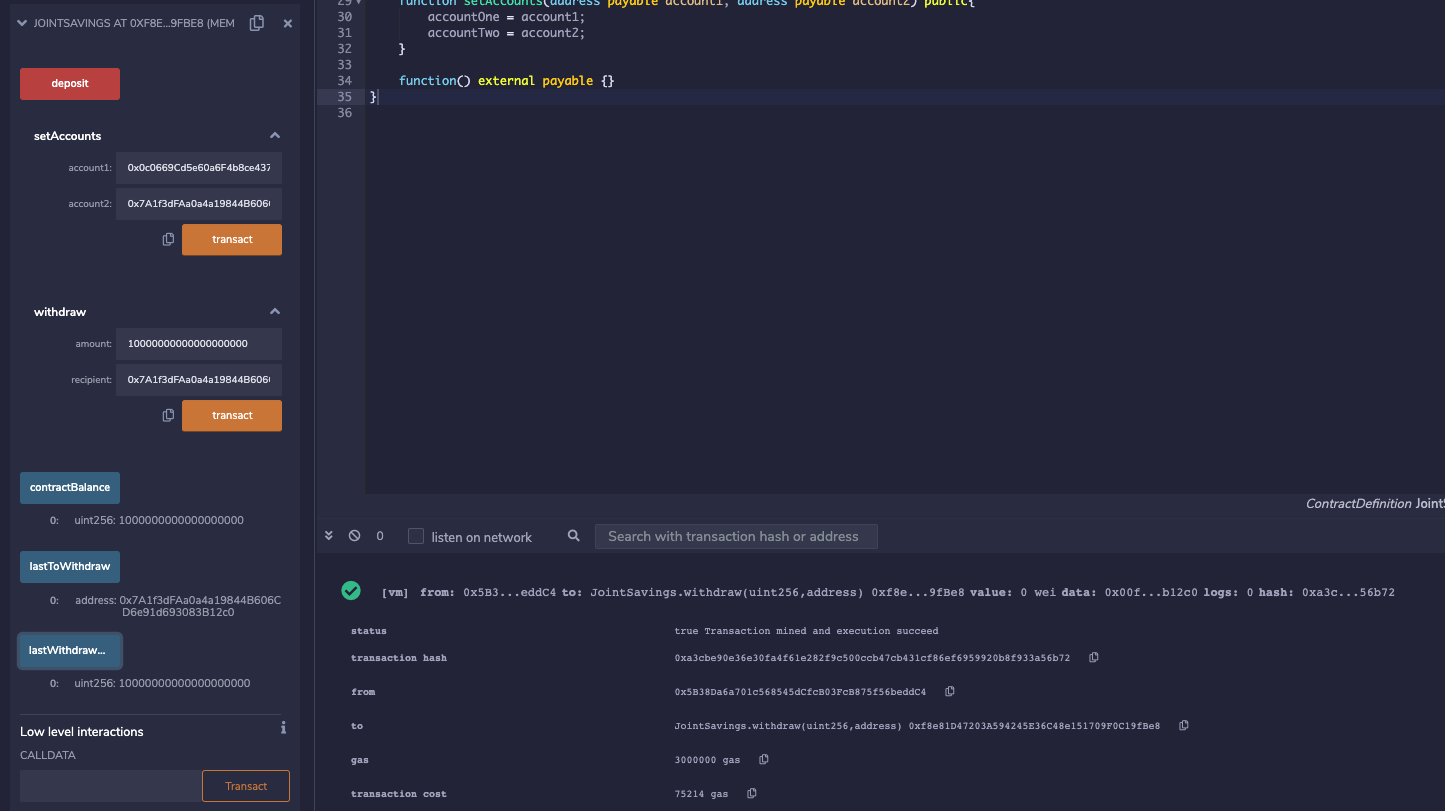 JOINTSAVINGS AT 0XF8E...9FBE8 (MEM
deposit
setAccounts
account1: 0x0c0669Cd5e60a6F4b8ce437
account2: 0x7A1f3dFAa0a4a19844B606
transact
withdraw
amount: 10000000000000000000
recipient: 0x7A1f3dFAa0a4a19844B606
transact
contractBalance
0: uint256: 1000000000000000000
lastToWithdraw
0: address: 0x7A1f3dFAa0a4a19844B606C
D6e91d693083B12c0
lastWithdraw...
0: uint256: 10000000000000000000
Low level interactions
CALLDATA
Transact
29 function setAccounts(address payable account1, address payable account2) public{
30 accountOne = account1;
31 accountTwo = account2;
32 }
33
34 function() external payable {}
35 }
36
ContractDefinition Joint
0 listen on network Search with transaction hash or address
[vm] from: 0x5B3...eddC4 to: JointSavings.withdraw(uint256,address) 0xf8e...9fBe8 value: 0 wei data: 0x00f...b12c0 logs: 0 hash: 0xa3c...56b72
status true Transaction mined and execution succeed
transaction hash 0xa3cbe90e36e30fa4f61e282f9c500ccb47cb431cf86ef6959920b8f933a56b72
from 0x5B38Da6a701c568545dCfcB03FcB875f56beddC4
to JointSavings.withdraw(uint256,address) 0xf8e81D47203A594245E36C48e151709F0C19fBe8
gas 3000000 gas
transaction cost 75214 gas